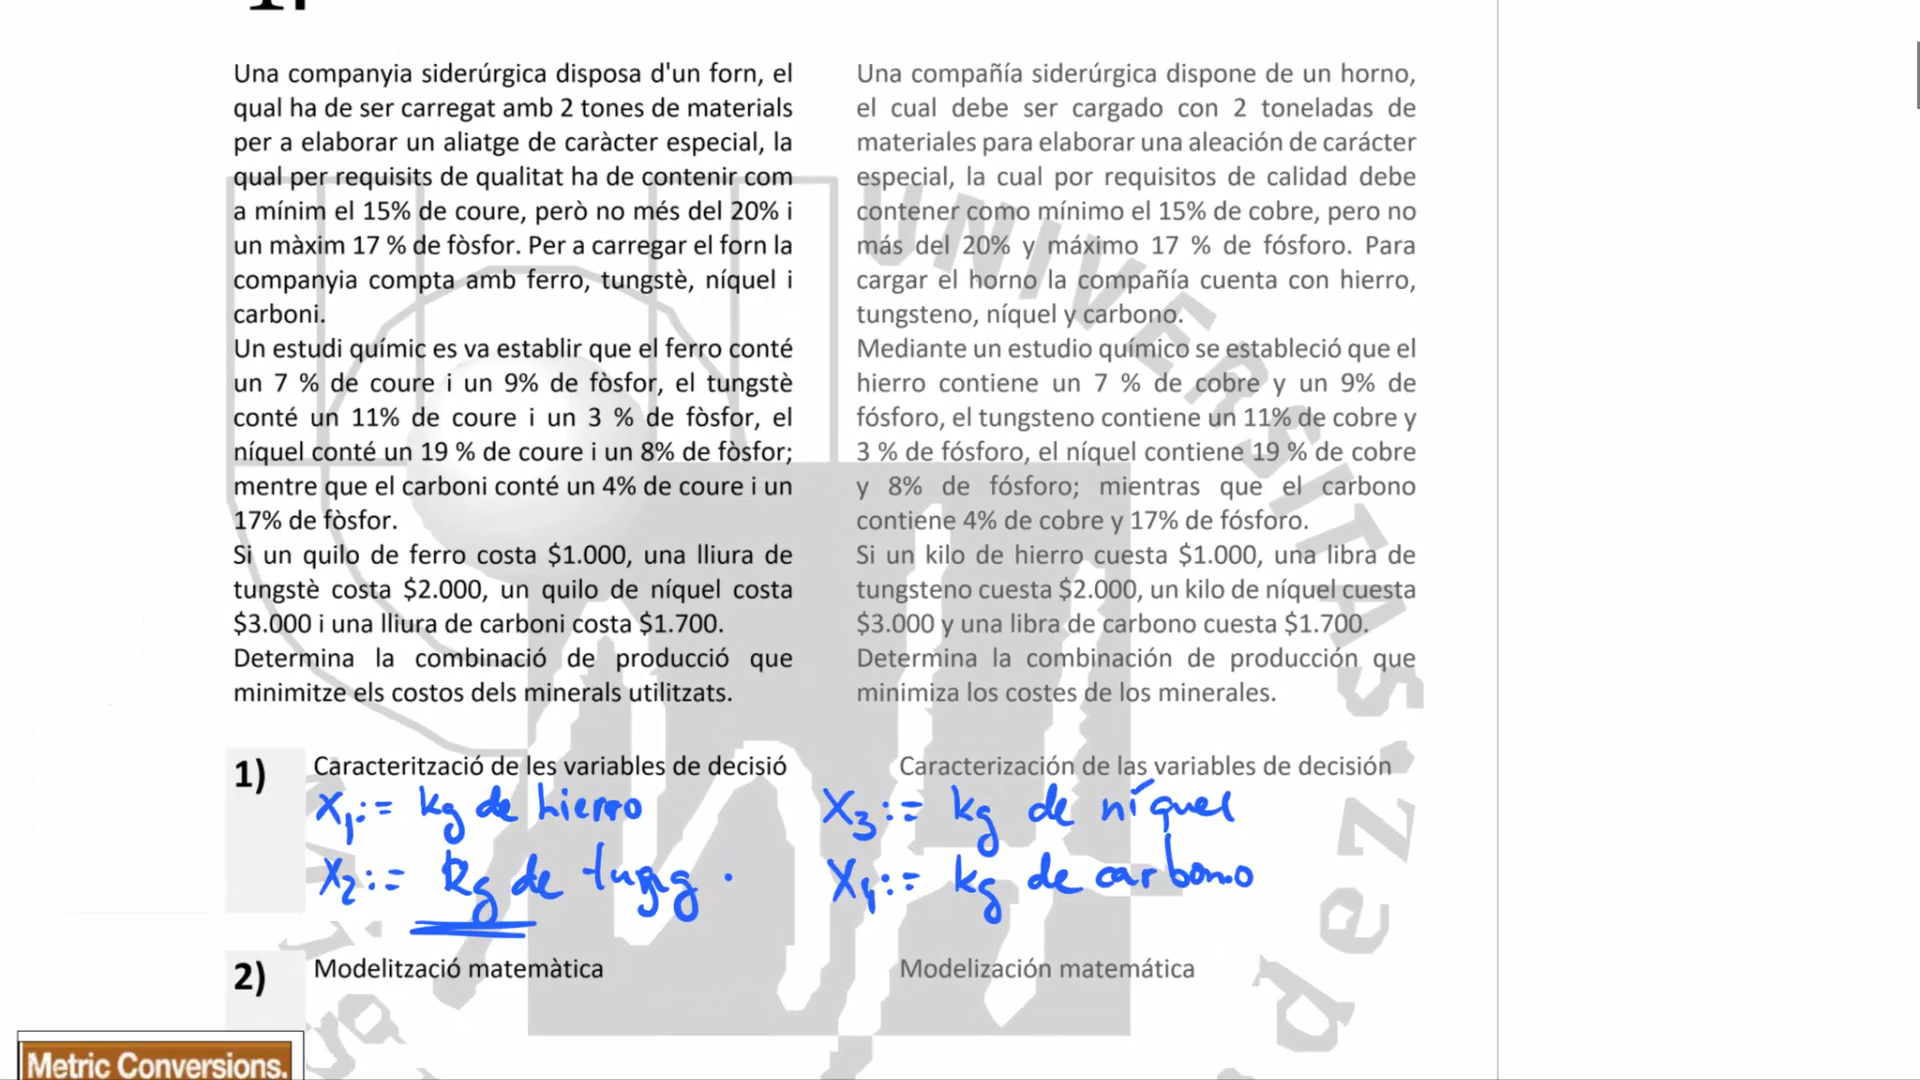 1.
Una companyia siderúrgica disposa d'un forn, el
qual ha de ser carregat amb 2 tones de materials
per a elaborar un aliatge de caràcter especial, la
qual per requisits de qualitat ha de contenir com
a mínim el 15% de coure, però no més del 20% i
un màxim 17 % de fòsfor. Per a carregar el forn la
companyia compta amb ferro, tungstè, níquel i
carboni.
Un estudi químic es va establir que el ferro conté
un 7 % de coure i un 9% de fòsfor, el tungstè
conté un 11% de coure i un 3 % de fòsfor, el
níquel conté un 19 % de coure i un 8% de fòsfor;
mentre que el carboni conté un 4% de coure i un
17% de fòsfor.
Si un quilo de ferro costa $1.000, una lliura de
tungstè costa $2.000, un quilo de níquel costa
$3.000 i una lliura de carboni costa $1.700.
Determina la combinació de producció que
minimitze els costos dels minerals utilitzats.
Una compañía siderúrgica dispone de un horno,
el cual debe ser cargado con 2 toneladas de
materiales para elaborar una aleación de carácter
especial, la cual por requisitos de calidad debe
contener como mínimo el 15% de cobre, pero no
más del 20% y máximo 17 % de fósforo. Para
cargar el horno la compañía cuenta con hierro,
tungsteno, níquel y carbono.
Mediante un estudio químico se estableció que el
hierro contiene un 7 % de cobre y un 9% de
fósforo, el tungsteno contiene un 11% de cobre y
3 % de fósforo, el níquel contiene 19 % de cobre
y 8% de fósforo; mientras que el carbono
contiene 4% de cobre y 17% de fósforo.
Si un kilo de hierro cuesta $1.000, una libra de
tungsteno cuesta $2.000, un kilo de níquel cuesta
$3.000 y una libra de carbono cuesta $1.700.
Determina la combinación de producción que
minimiza los costes de los minerales.
1) Caracterització de les variables de decisió
Caracterización de las variables de decisión
X1:= kg de hierro
X3:= kg de níquel
X2:= kg de tung.
X4:= kg de carbono
2) Modelització matemàtica
Modelización matemática
Metric Conversions.
UNIVERSITAS